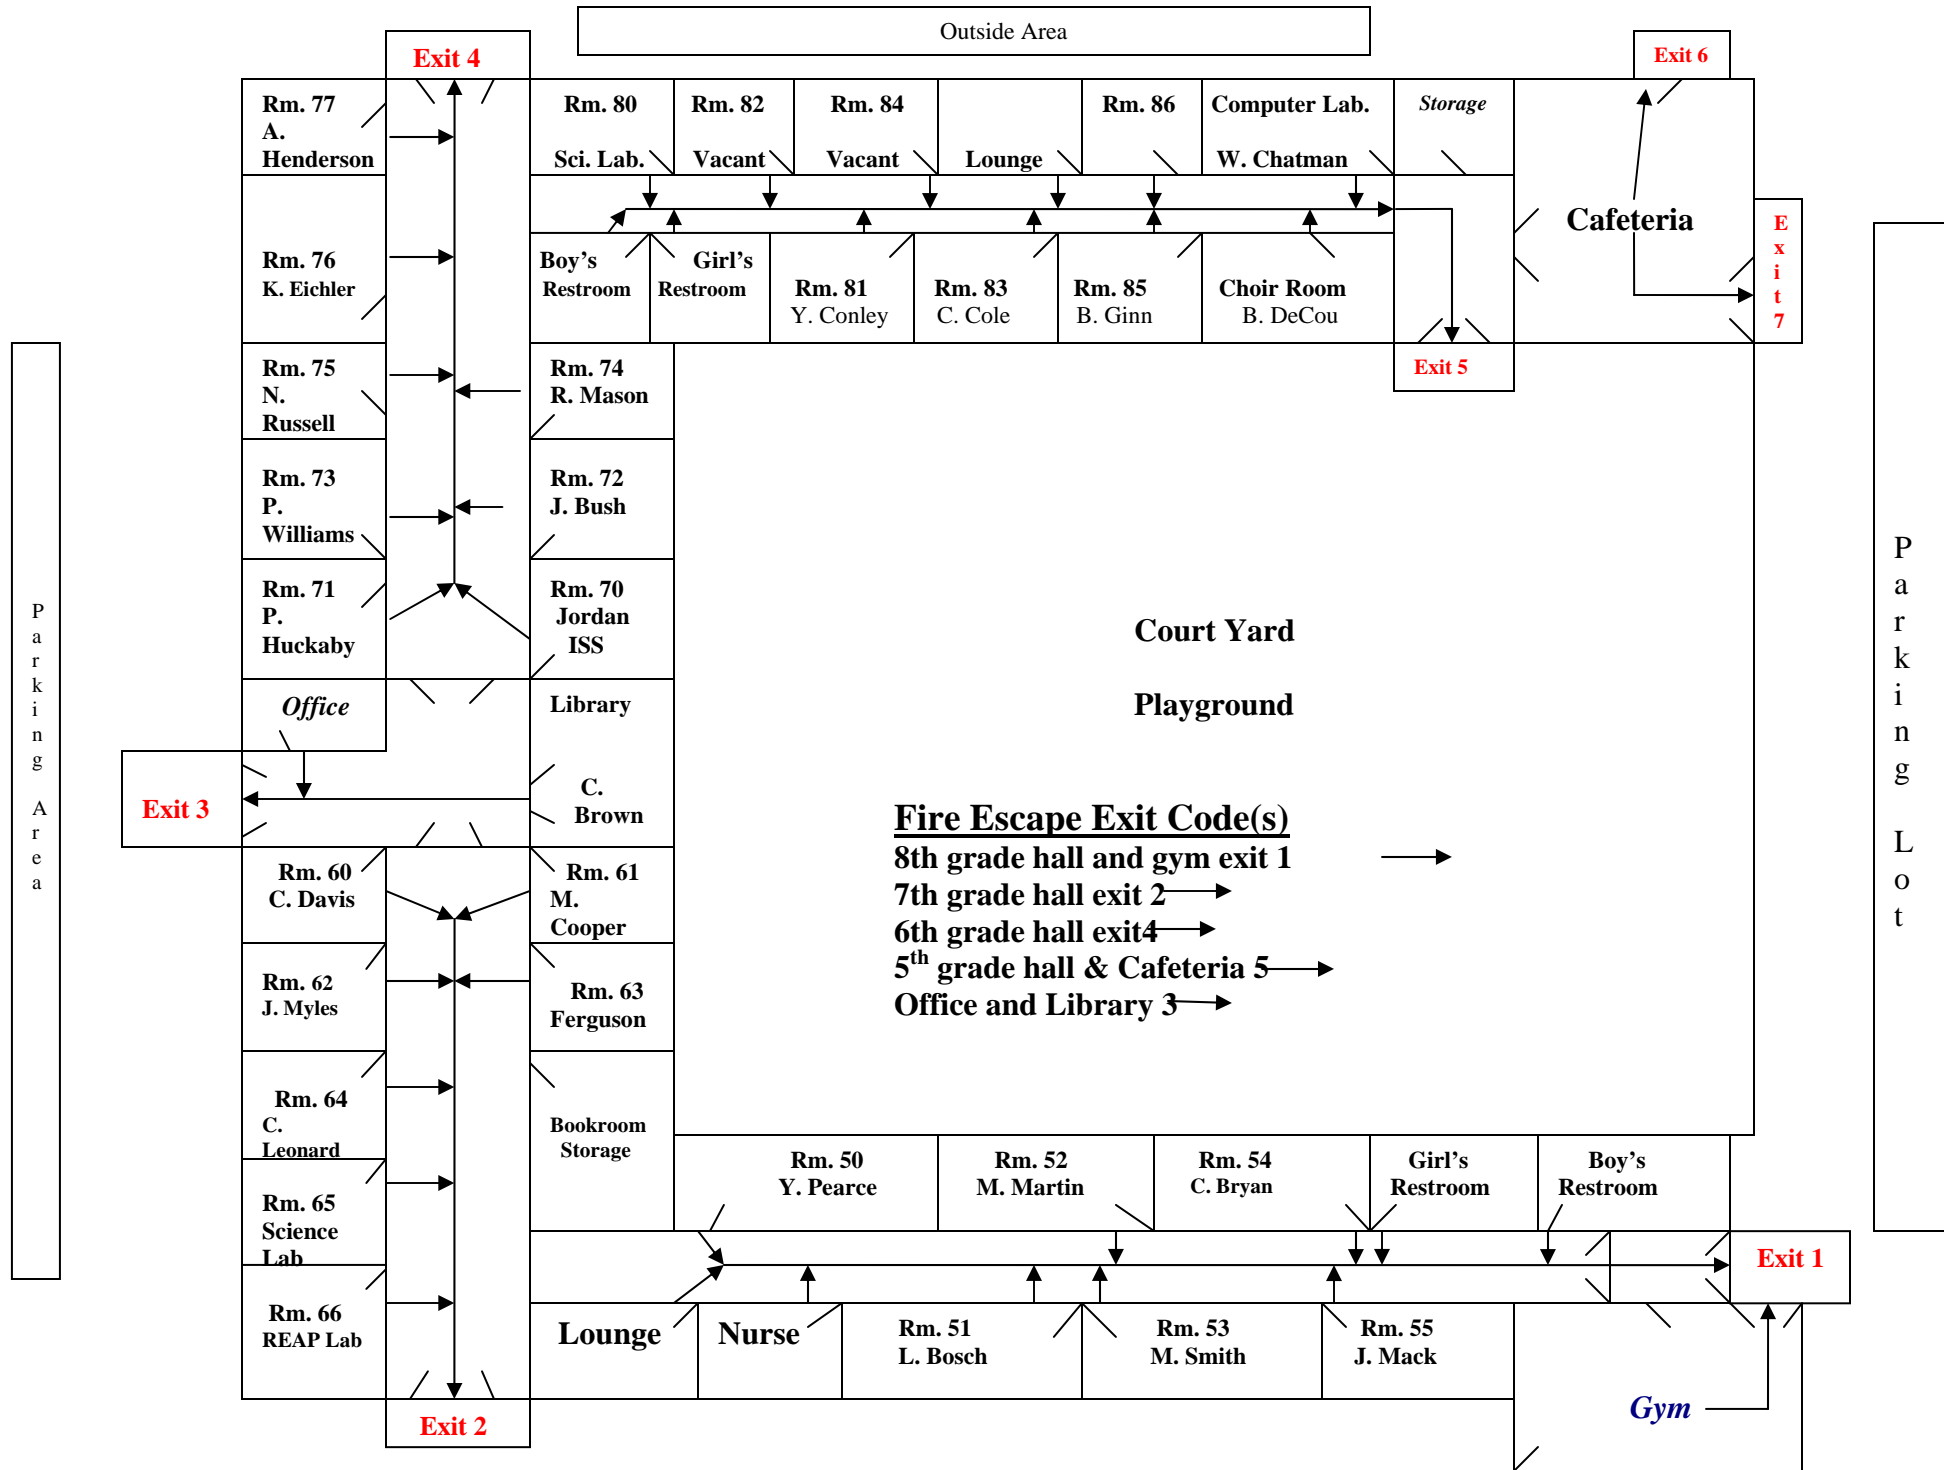 Outside Area
Exit 4
Exit 6
Rm. 77
A.
Henderson
Rm. 80
Sci. Lab.
Rm. 82
Vacant
Rm. 84
Vacant
Lounge
Rm. 86
Computer Lab.
W. Chatman
Storage
Cafeteria
Exit 7
Rm. 76
K. Eichler
Boy's
Restroom
Girl's
Restroom
Rm. 81
Y. Conley
Rm. 83
C. Cole
Rm. 85
B. Ginn
Choir Room
B. DeCou
Exit 5
Rm. 75
N.
Russell
Rm. 74
R. Mason
Rm. 73
P.
Williams
Rm. 72
J. Bush
Rm. 71
P.
Huckaby
Rm. 70
Jordan
ISS
Parking Area
Parking Lot
Court Yard
Playground
Office
Library
C.
Brown
Exit 3
Fire Escape Exit Code(s)
8th grade hall and gym exit 1
7th grade hall exit 2
6th grade hall exit4
5th grade hall & Cafeteria 5
Office and Library 3
Rm. 60
C. Davis
Rm. 61
M.
Cooper
Rm. 62
J. Myles
Rm. 63
Ferguson
Rm. 64
C.
Leonard
Bookroom
Storage
Rm. 65
Science
Lab
Rm. 66
REAP Lab
Exit 2
Rm. 50
Y. Pearce
Rm. 52
M. Martin
Rm. 54
C. Bryan
Girl's
Restroom
Boy's
Restroom
Exit 1
Lounge
Nurse
Rm. 51
L. Bosch
Rm. 53
M. Smith
Rm. 55
J. Mack
Gym